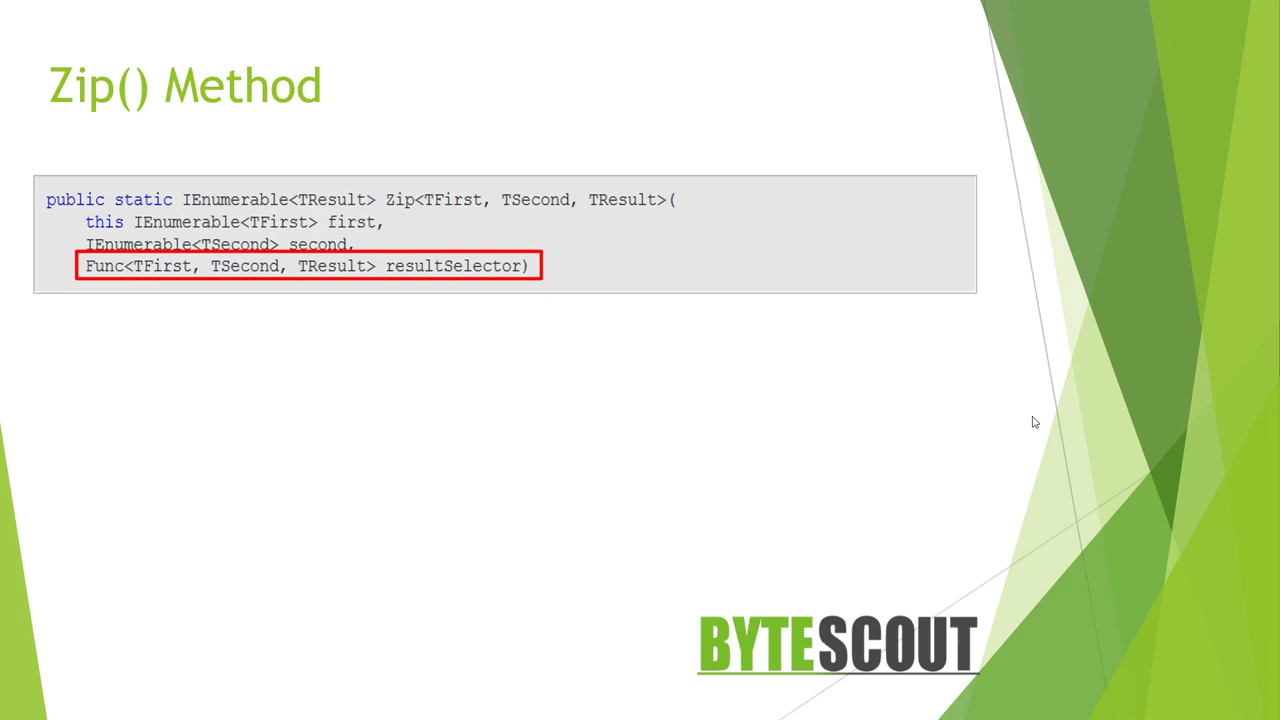 Zip() Method
public static IEnumerable<TResult> Zip<TFirst, TSecond, TResult>(
this IEnumerable<TFirst> first,
IEnumerable<TSecond> second,
Func<TFirst, TSecond, TResult> resultSelector)
BYTESCOUT